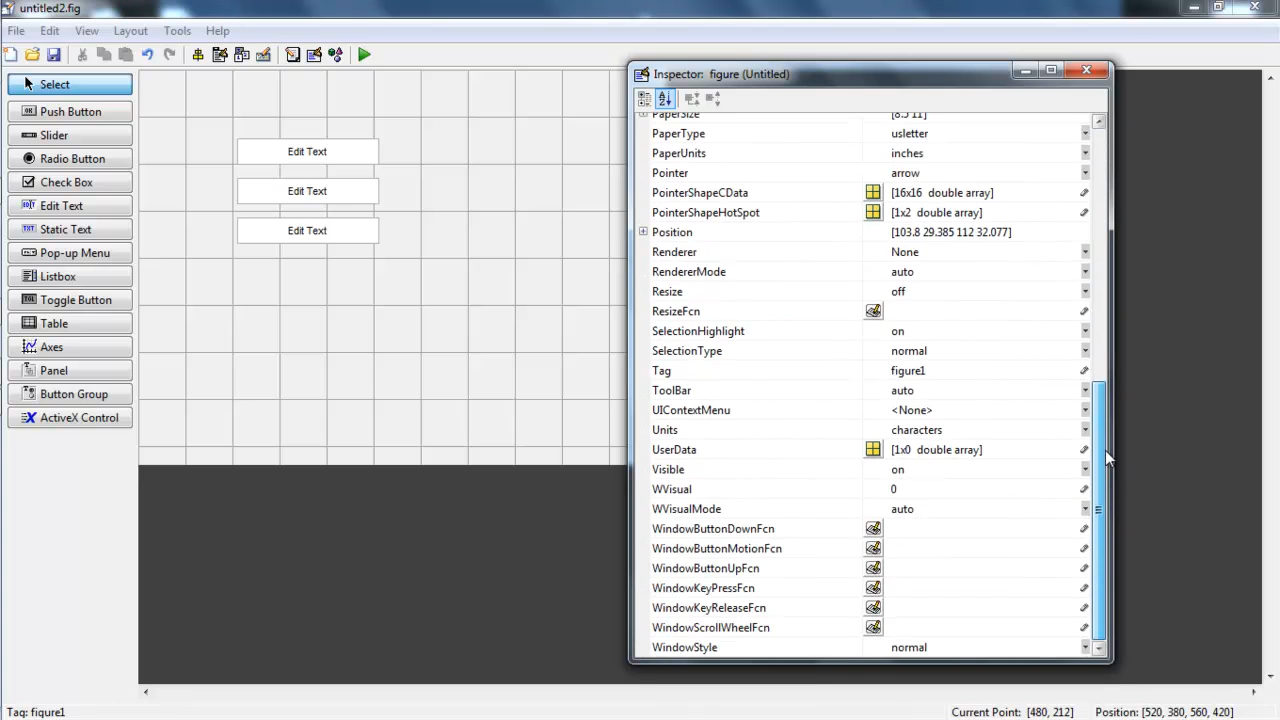 untitled2.fig
File Edit View Layout Tools Help
Select
Push Button
Slider
Radio Button
Check Box
Edit Text
Static Text
Pop-up Menu
Listbox
Toggle Button
Table
Axes
Panel
Button Group
ActiveX Control
Edit Text
Edit Text
Edit Text
Inspector: figure (Untitled)
PaperSize [8.5 11]
PaperType usletter
PaperUnits inches
Pointer arrow
PointerShapeCData [16x16 double array]
PointerShapeHotSpot [1x2 double array]
Position [103.8 29.385 112 32.077]
Renderer None
RendererMode auto
Resize off
ResizeFcn
SelectionHighlight on
SelectionType normal
Tag figure1
ToolBar auto
UIContextMenu <None>
Units characters
UserData [1x0 double array]
Visible on
WVisual 0
WVisualMode auto
WindowButtonDownFcn
WindowButtonMotionFcn
WindowButtonUpFcn
WindowKeyPressFcn
WindowKeyReleaseFcn
WindowScrollWheelFcn
WindowStyle normal
Tag: figure1 Current Point: [480, 212] Position: [520, 380, 560, 420]